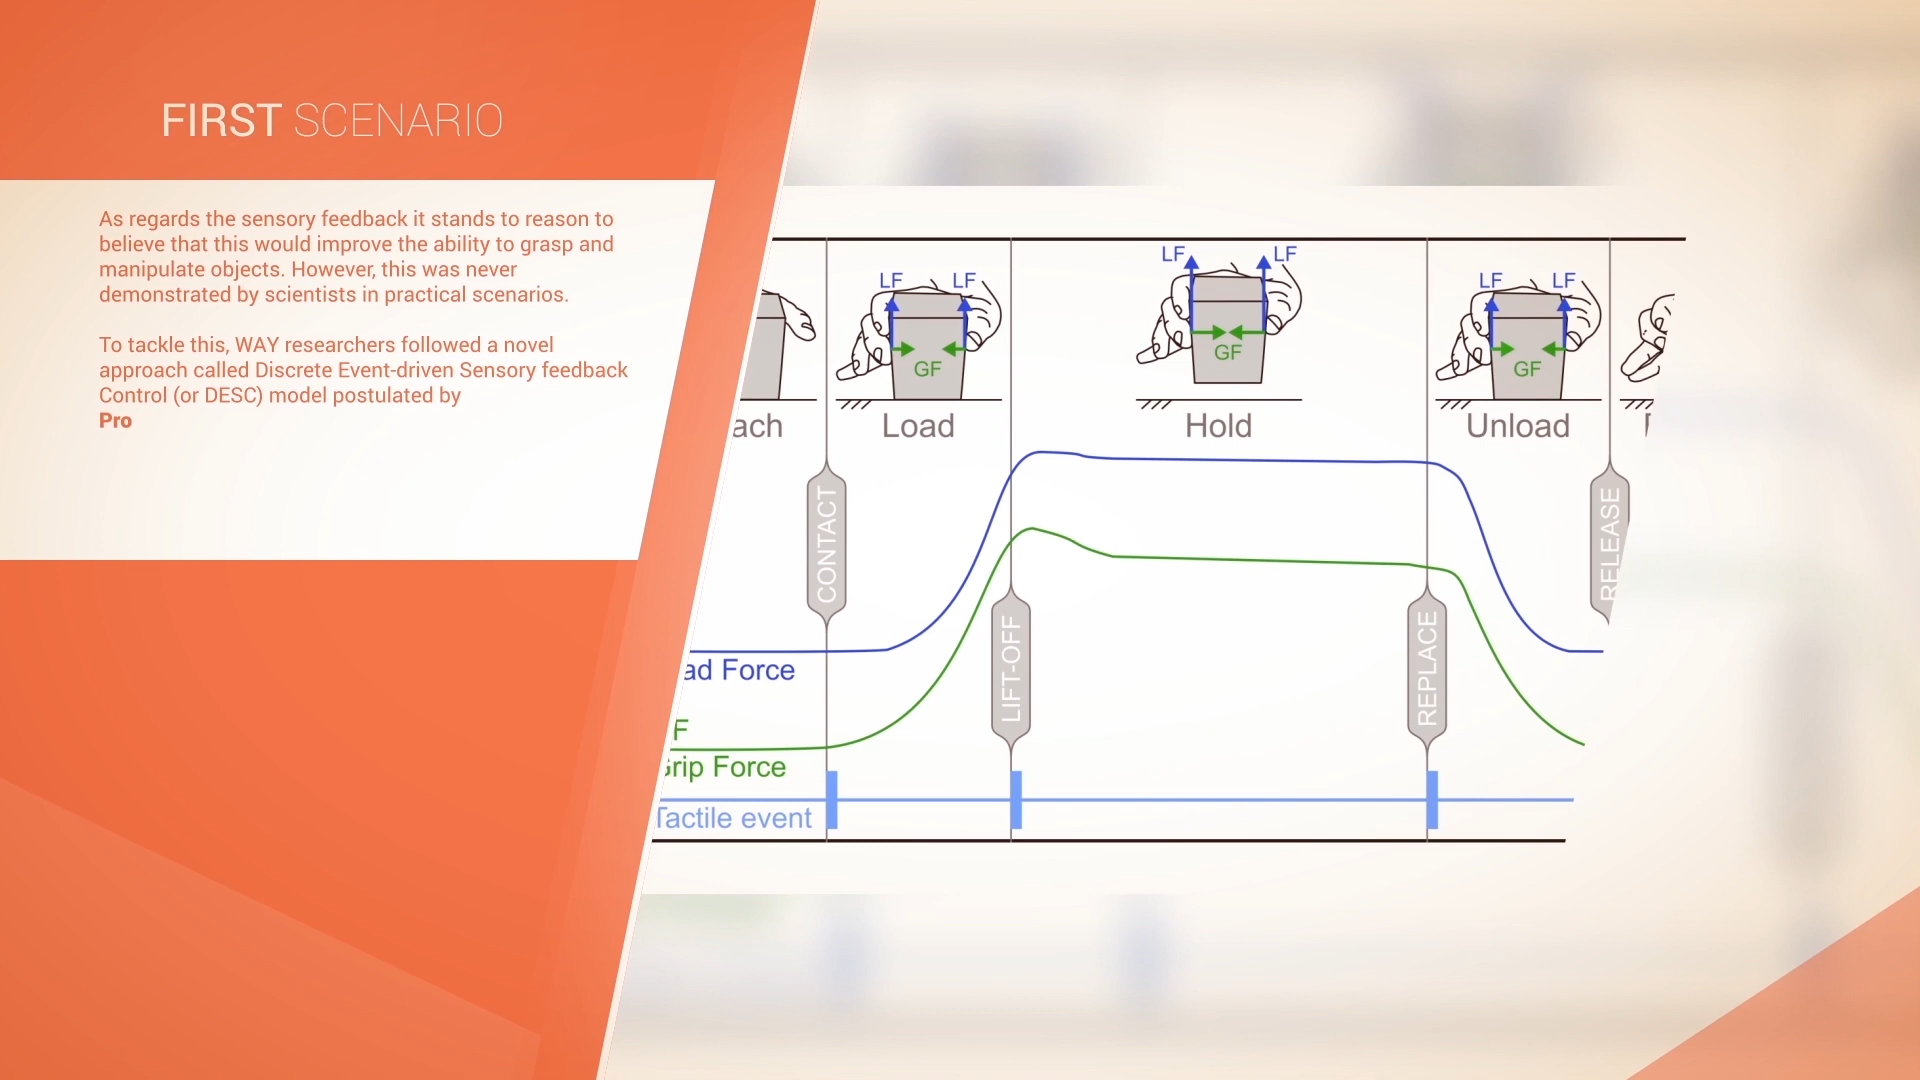 FIRST SCENARIO
As regards the sensory feedback it stands to reason to
believe that this would improve the ability to grasp and
manipulate objects. However, this was never
demonstrated by scientists in practical scenarios.
To tackle this, WAY researchers followed a novel
approach called Discrete Event-driven Sensory feedback
Control (or DESC) model postulated by
Pro
LF LF
GF
LF LF
GF
LF LF
GF
ach
Load
Hold
Unload
CONTACT
LIFT-OFF
REPLACE
RELEASE
ad Force
F
Grip Force
Tactile event